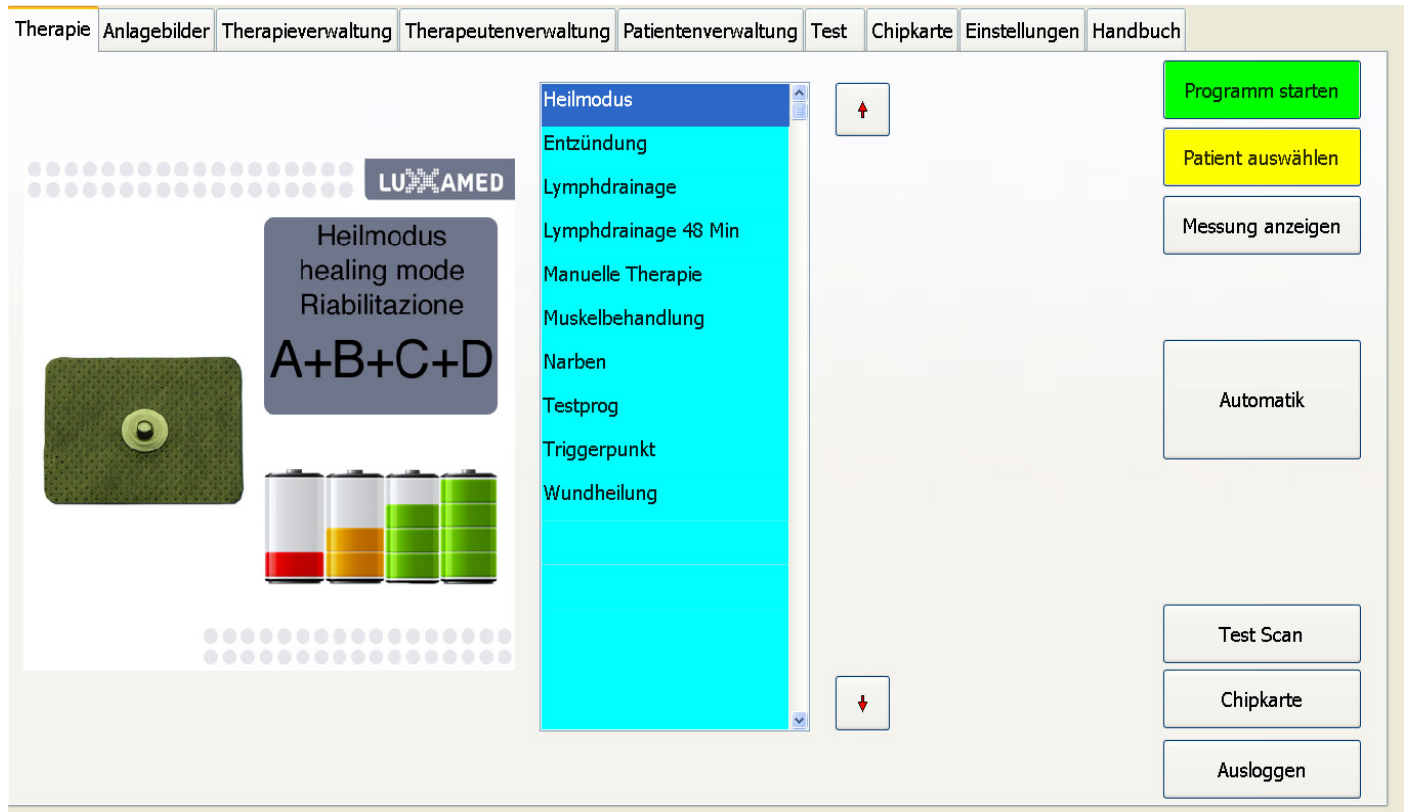 Therapie Anlagebilder Therapieverwaltung Therapeutenverwaltung Patientenverwaltung Test Chipkarte Einstellungen Handbuch
LUXXAMED
Heilmodus
healing mode
Riabilitazione
A+B+C+D
Heilmodus
Entzündung
Lymphdrainage
Lymphdrainage 48 Min
Manuelle Therapie
Muskelbehandlung
Narben
Testprog
Triggerpunkt
Wundheilung
Programm starten
Patient auswählen
Messung anzeigen
Automatik
Test Scan
Chipkarte
Ausloggen